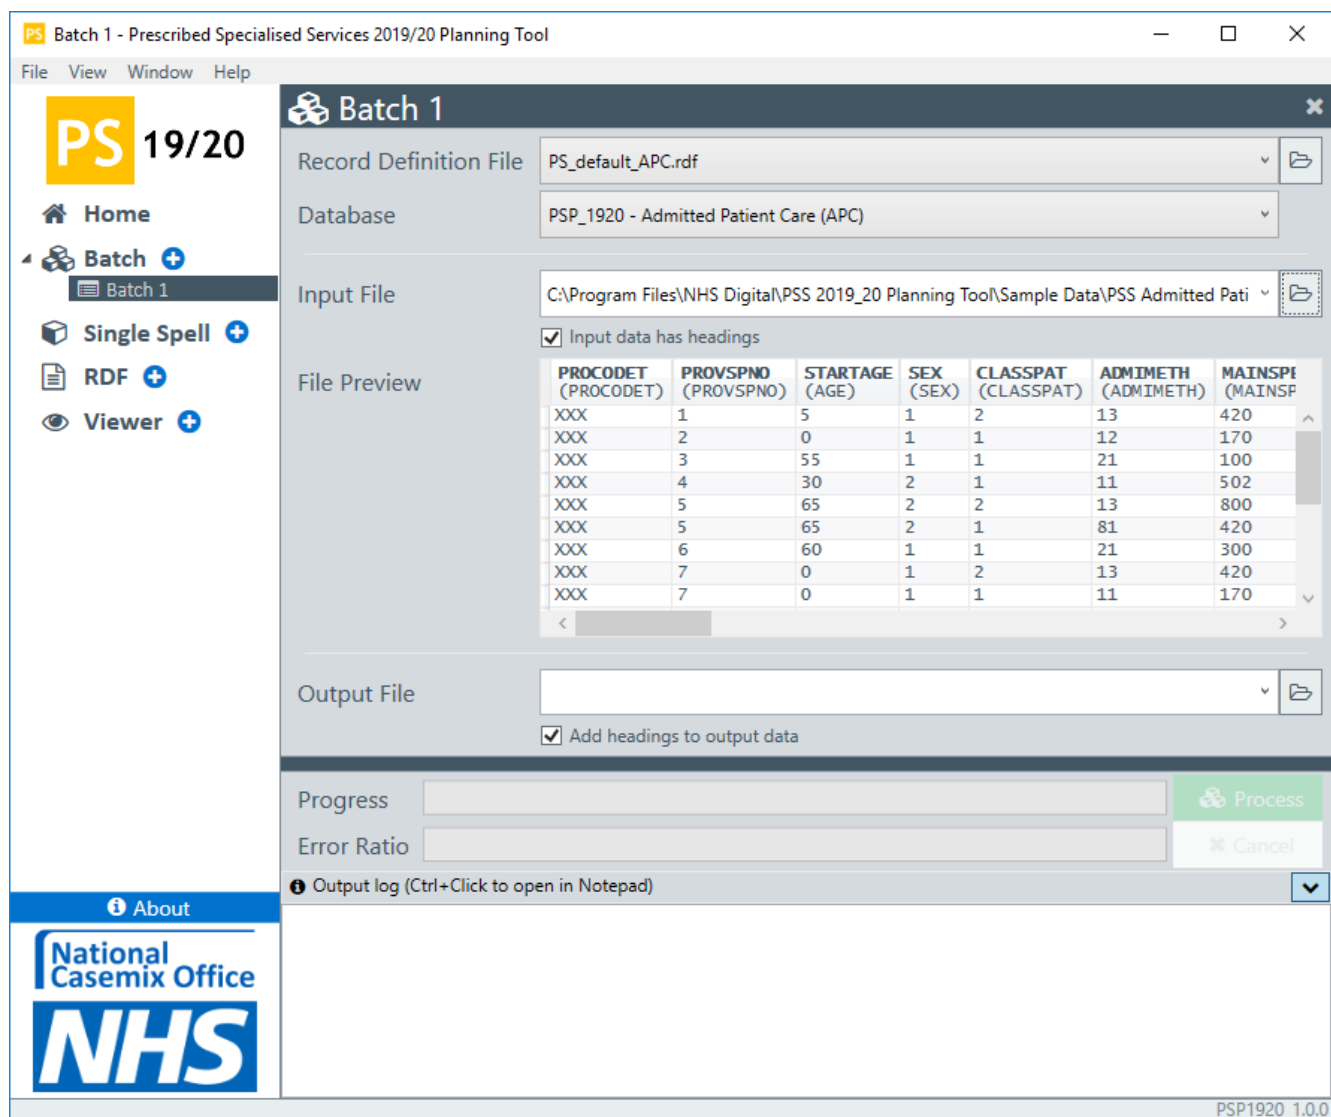 PS Batch 1 - Prescribed Specialised Services 2019/20 Planning Tool
File View Window Help
PS 19/20
Home
Batch
Batch 1
Single Spell
RDF
Viewer
About
National
Casemix Office
NHS
Batch 1
Record Definition File PS_default_APC.rdf
Database PSP_1920 - Admitted Patient Care (APC)
Input File C:\Program Files\NHS Digital\PSS 2019_20 Planning Tool\Sample Data\PSS Admitted Pati
Input data has headings
File Preview
PROCODET PROVSPNO STARTAGE SEX CLASSPAT ADMIMETH MAINSPE
(PROCODET) (PROVSPNO) (AGE) (SEX) (CLASSPAT) (ADMIMETH) (MAINSP
XXX 1 5 1 2 13 420
XXX 2 0 1 1 12 170
XXX 3 55 1 1 21 100
XXX 4 30 2 1 11 502
XXX 5 65 2 2 13 800
XXX 5 65 2 1 81 420
XXX 6 60 1 1 21 300
XXX 7 0 1 2 13 420
XXX 7 0 1 1 11 170
Output File
Add headings to output data
Progress Process
Error Ratio Cancel
Output log (Ctrl+Click to open in Notepad)
PSP1920 1.0.0